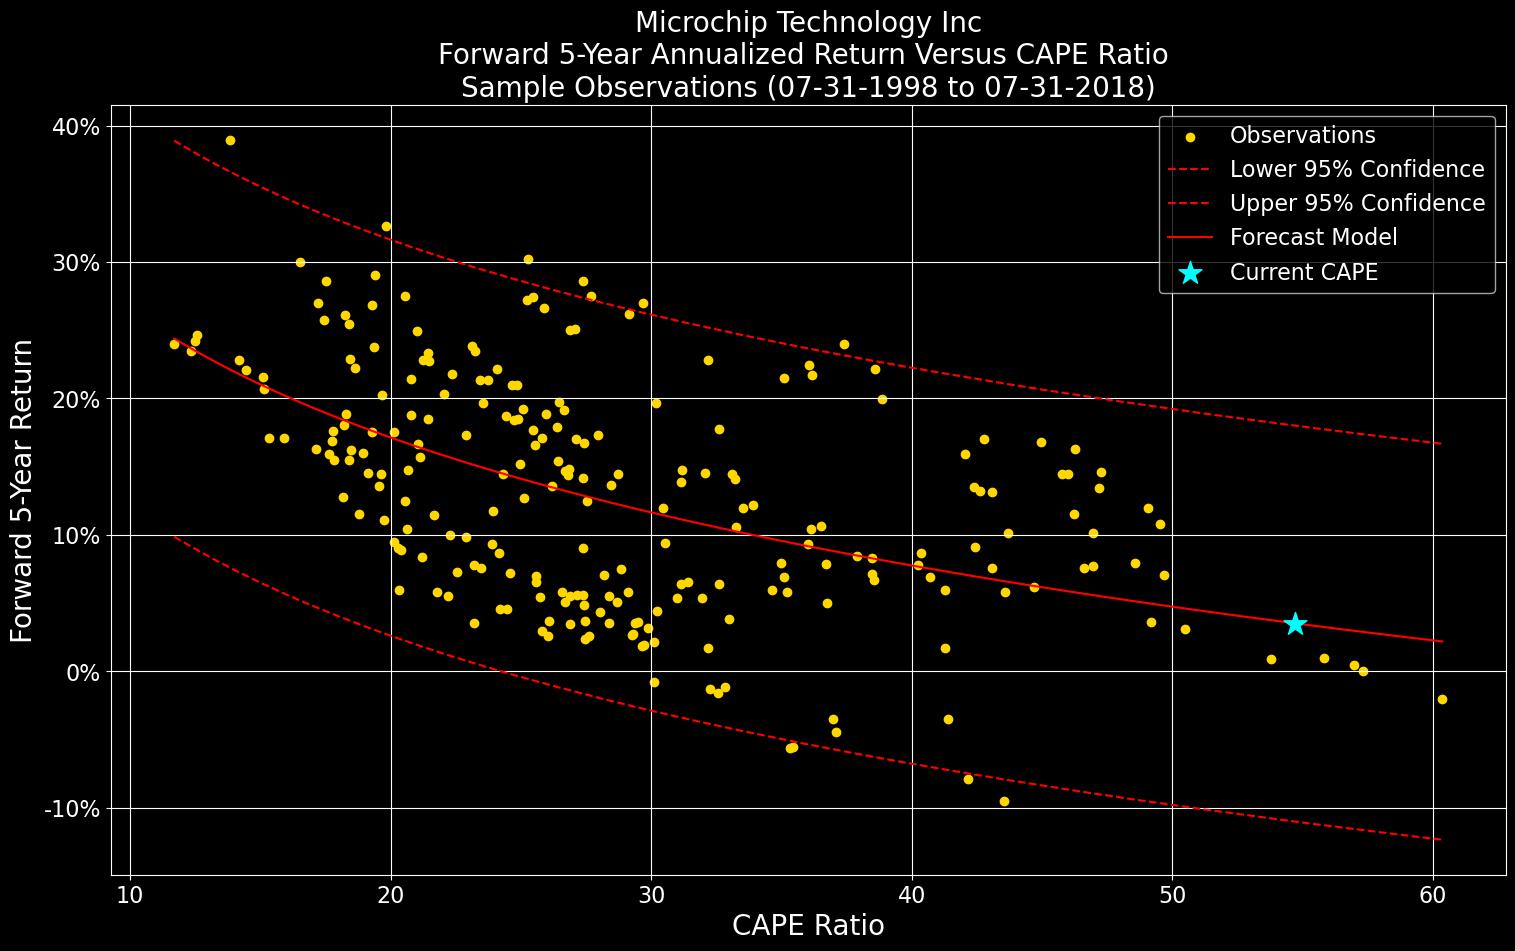 Microchip Technology Inc
Forward 5-Year Annualized Return Versus CAPE Ratio
Sample Observations (07-31-1998 to 07-31-2018)
Observations
Lower 95% Confidence
Upper 95% Confidence
Forecast Model
Current CAPE
Forward 5-Year Return
40%
30%
20%
10%
0%
-10%
10 20 30 40 50 60
CAPE Ratio